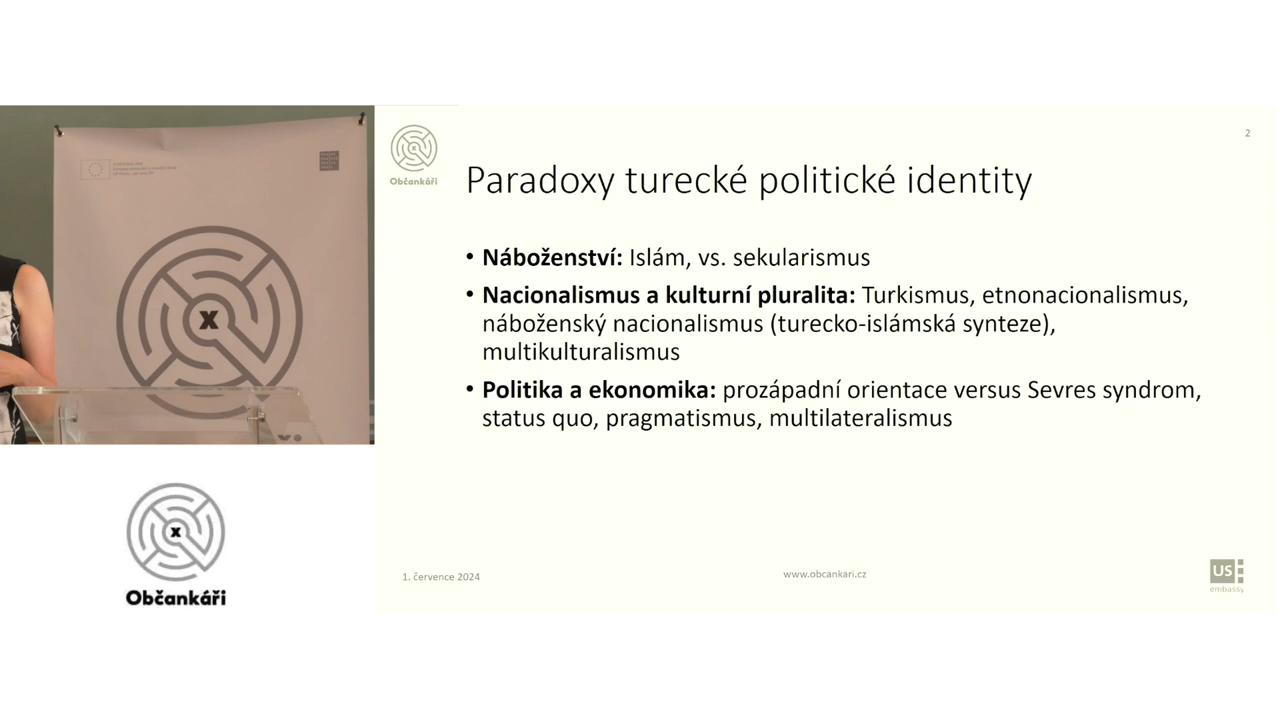 Občankáři
2
Paradoxy turecké politické identity
• Náboženství: Islám, vs. sekularismus
• Nacionalismus a kulturní pluralita: Turkismus, etnonacionalismus,
náboženský nacionalismus (turecko-islámská synteze),
multikulturalismus
• Politika a ekonomika: prozápadní orientace versus Sevres syndrom,
status quo, pragmatismus, multilateralismus
1. července 2024
www.obcankari.cz
US
embassy
x
x
Občankáři